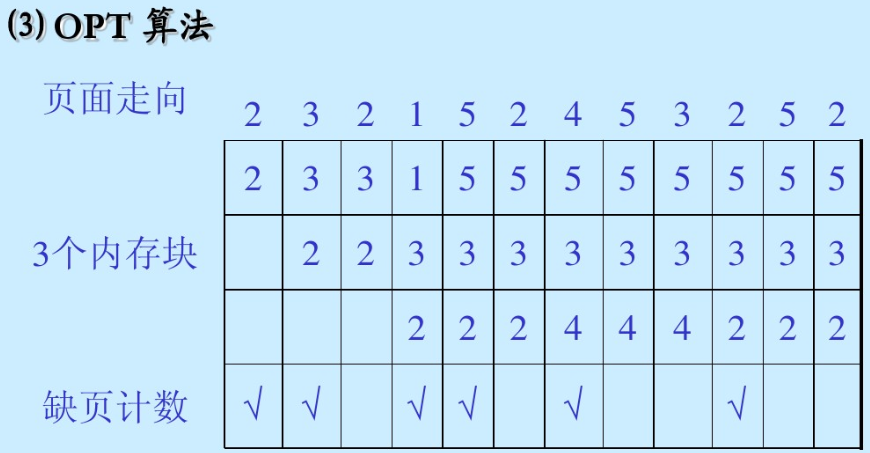 (3) OPT 算法
页面走向 2 3 2 1 5 2 4 5 3 2 5 2
2 3 3 1 5 5 5 5 5 5 5 5
3个内存块 2 2 3 3 3 3 3 3 3 3 3
2 2 2 4 4 4 2 2 2
缺页计数 √ √ √ √ √ √